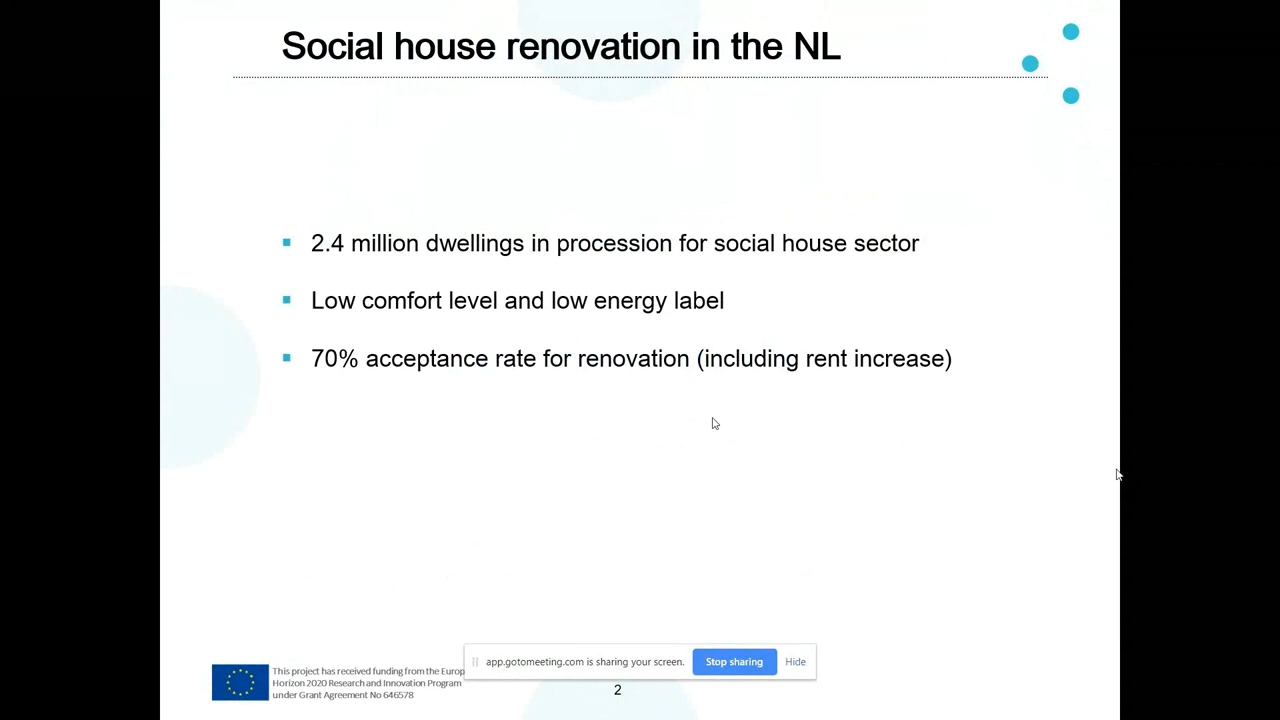 Social house renovation in the NL
2.4 million dwellings in procession for social house sector
Low comfort level and low energy label
70% acceptance rate for renovation (including rent increase)
This project has received funding from the Europ
Horizon 2020 Research and Innovation Program
under Grant Agreement No 646578
app.gotomeeting.com is sharing your screen.
Stop sharing
Hide
2